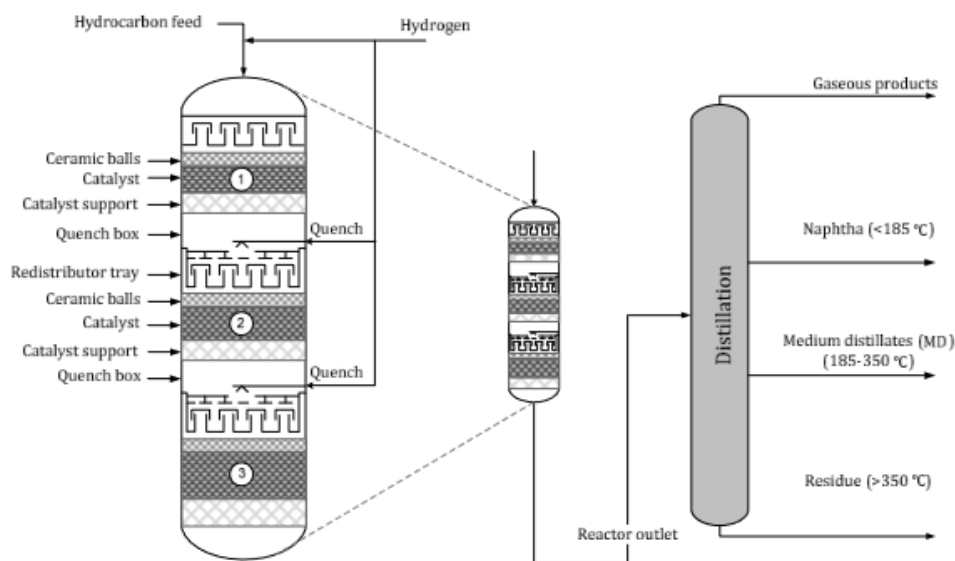 Hydrocarbon feed
Hydrogen
Ceramic balls
Catalyst
Catalyst support
Quench box
Quench
Redistributor tray
Ceramic balls
Catalyst
Catalyst support
Quench box
Quench
1
2
3
Reactor outlet
Distillation
Gaseous products
Naphtha (<185 °C)
Medium distillates (MD)
(185-350 °C)
Residue (>350 °C)